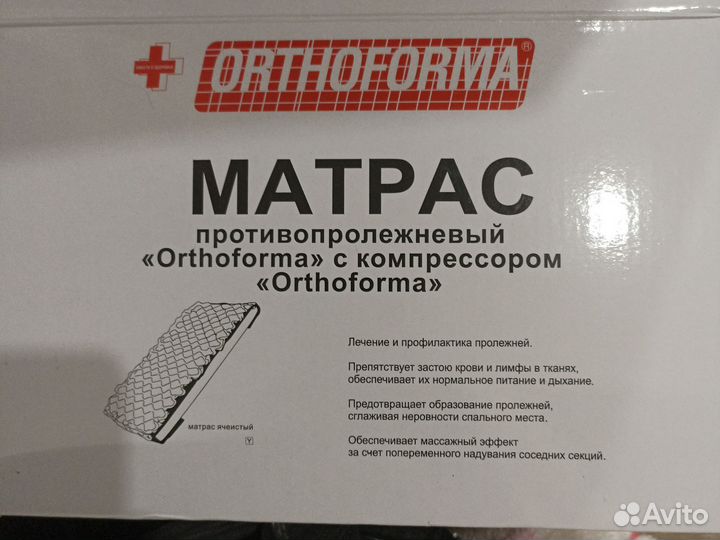 ORTHOFORMA®
МАТРАС
противопролежневый
«Orthoforma» с компрессором
«Orthoforma»
Лечение и профилактика пролежней.
Препятствует застою крови и лимфы в тканях,
обеспечивает их нормальное питание и дыхание.
Предотвращает образование пролежней,
сглаживая неровности спального места.
Обеспечивает массажный эффект
за счет попеременного надувания соседних секций.
матрас ячеистый
Y
Avito